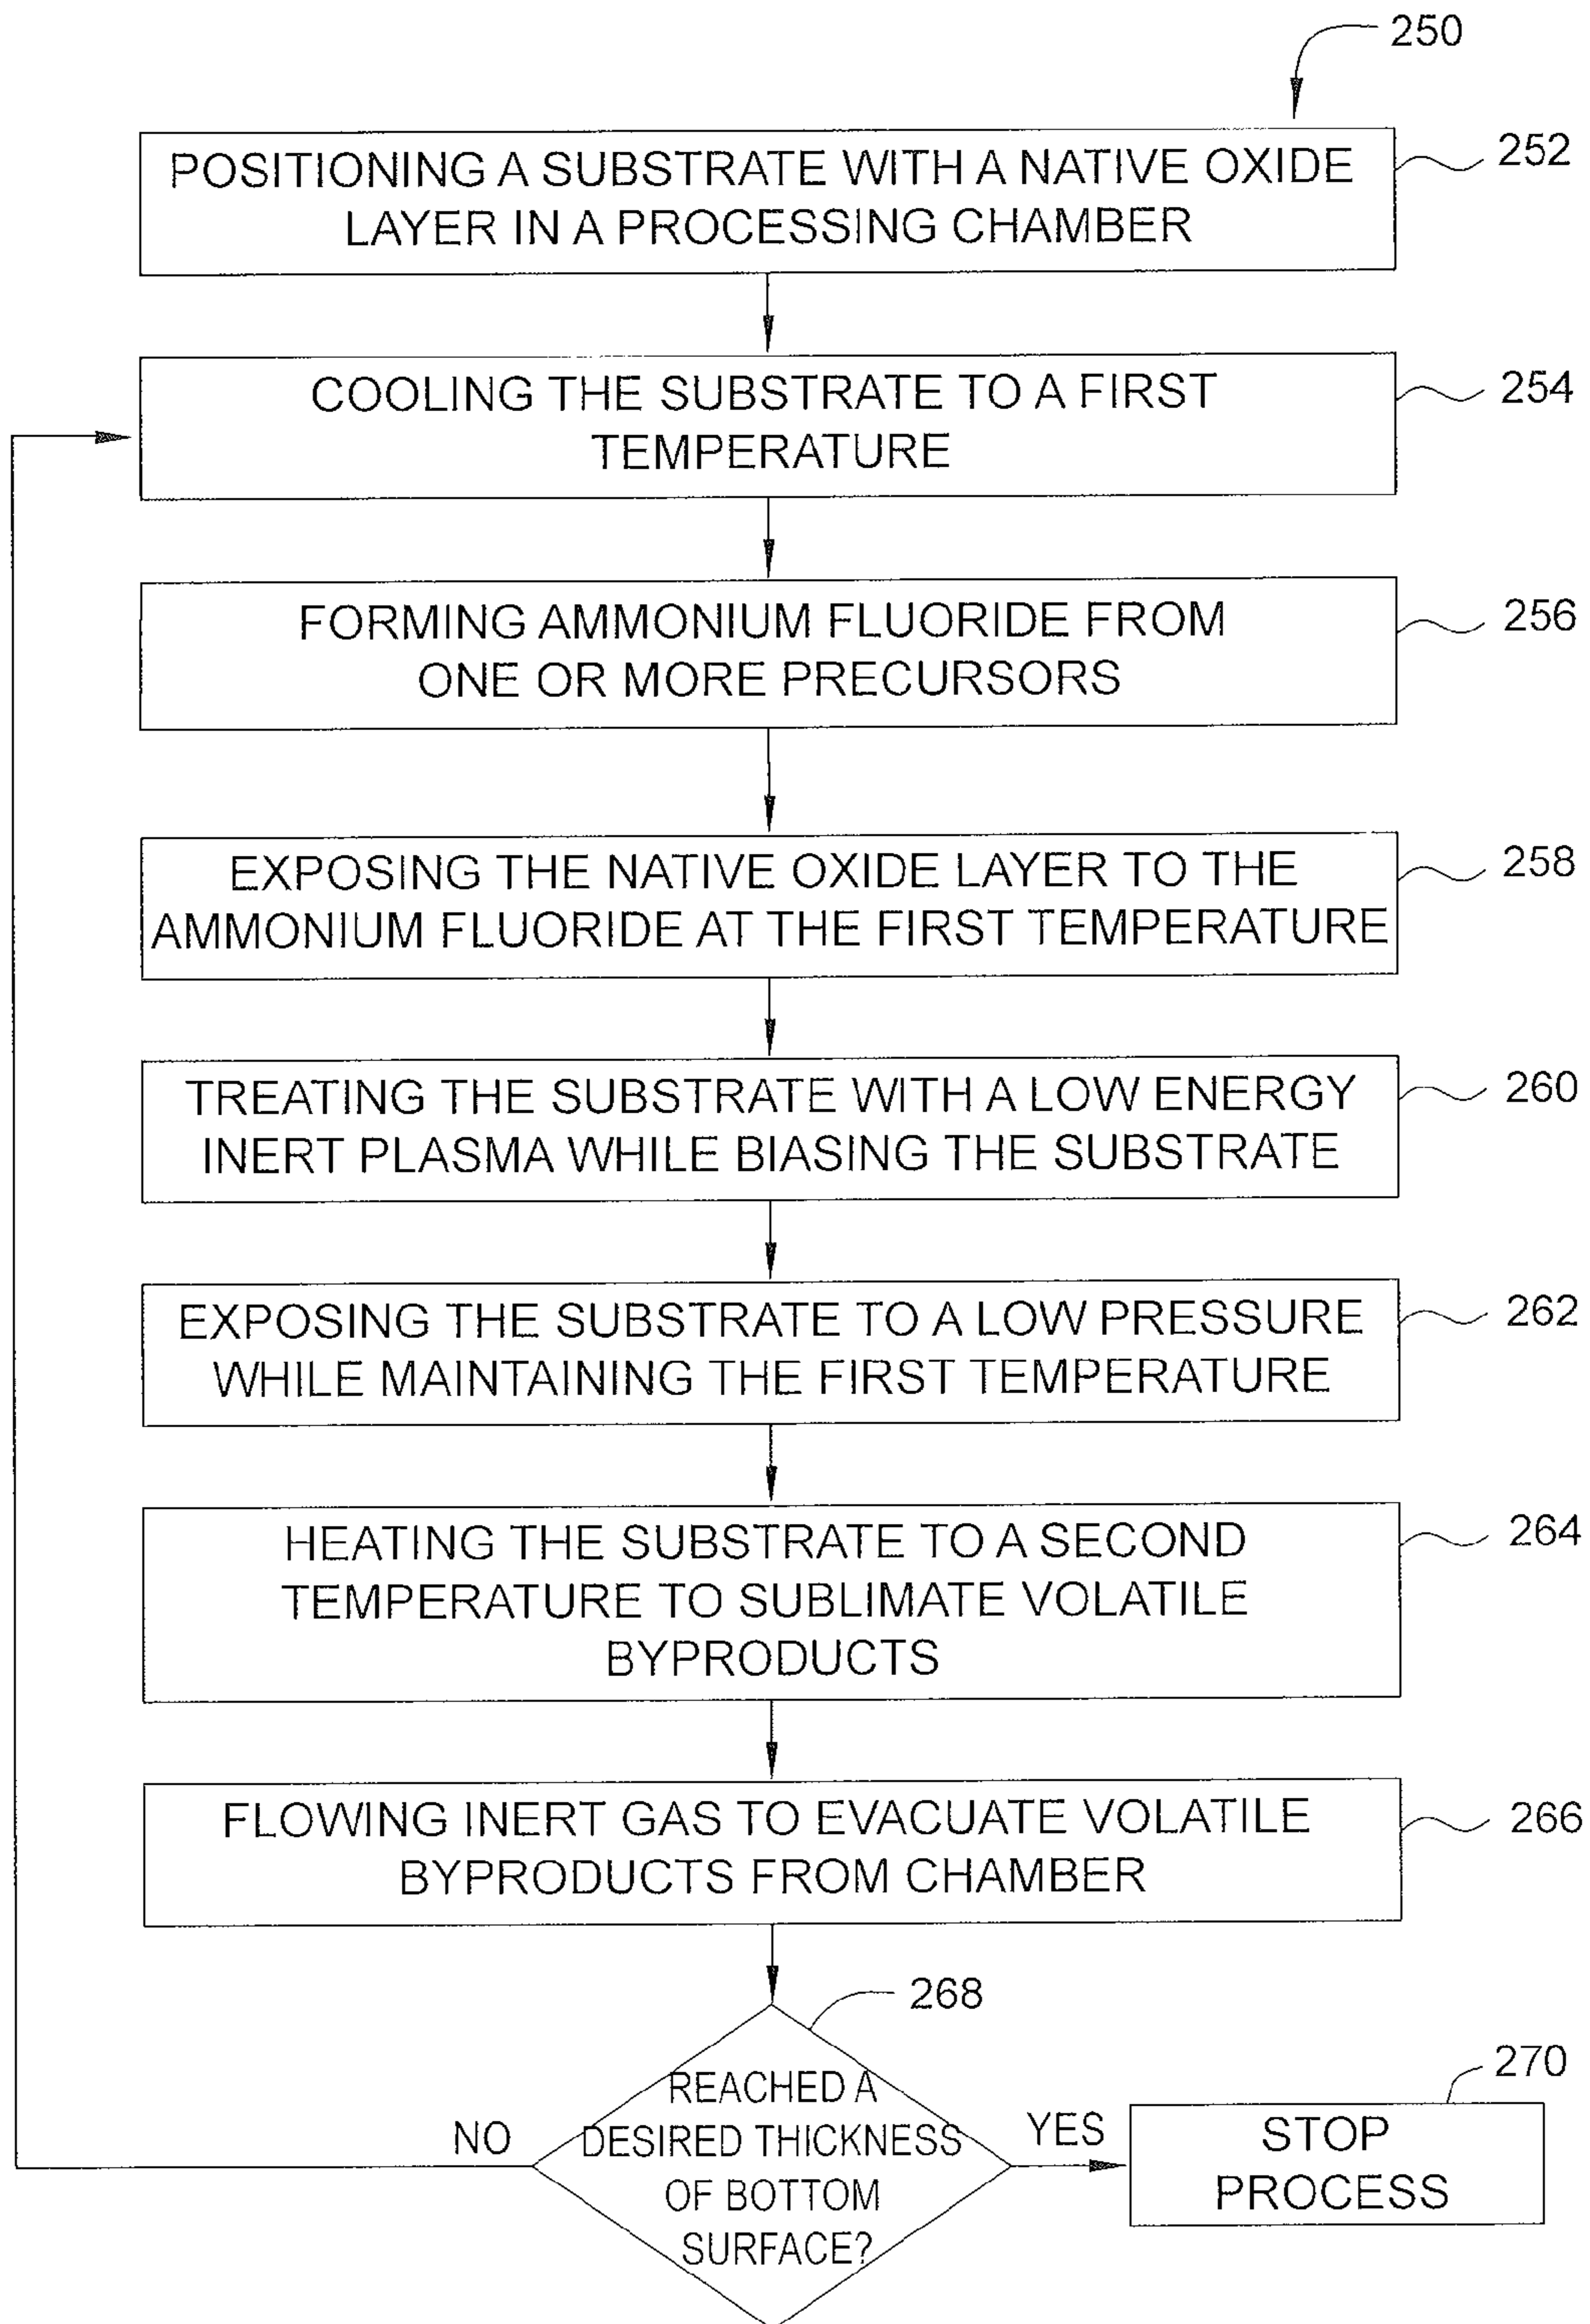 250
POSITIONING A SUBSTRATE WITH A NATIVE OXIDE
LAYER IN A PROCESSING CHAMBER
252
COOLING THE SUBSTRATE TO A FIRST
TEMPERATURE
254
FORMING AMMONIUM FLUORIDE FROM
ONE OR MORE PRECURSORS
256
EXPOSING THE NATIVE OXIDE LAYER TO THE
AMMONIUM FLUORIDE AT THE FIRST TEMPERATURE
258
TREATING THE SUBSTRATE WITH A LOW ENERGY
INERT PLASMA WHILE BIASING THE SUBSTRATE
260
EXPOSING THE SUBSTRATE TO A LOW PRESSURE
WHILE MAINTAINING THE FIRST TEMPERATURE
262
HEATING THE SUBSTRATE TO A SECOND
TEMPERATURE TO SUBLIMATE VOLATILE
BYPRODUCTS
264
FLOWING INERT GAS TO EVACUATE VOLATILE
BYPRODUCTS FROM CHAMBER
266
268
REACHED A
DESIRED THICKNESS
OF BOTTOM
SURFACE?
NO
YES
270
STOP
PROCESS